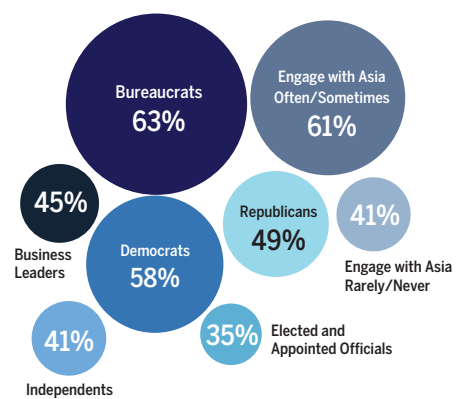 Bureaucrats
63%
Engage with Asia
Often/Sometimes
61%
45%
Business
Leaders
Democrats
58%
Republicans
49%
41%
Engage with Asia
Rarely/Never
41%
Independents
35%
Elected and
Appointed Officials